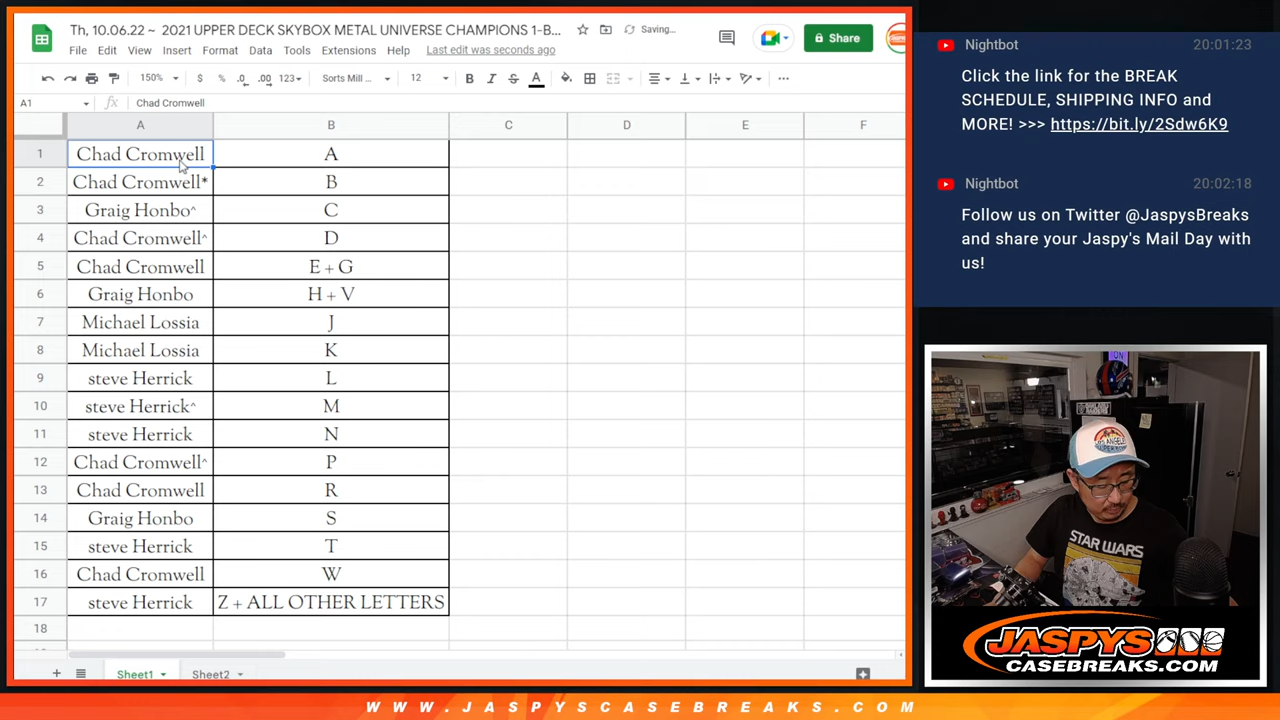 Th, 10.06.22 ~ 2021 UPPER DECK SKYBOX METAL UNIVERSE CHAMPIONS 1-B...
Saving...
Share
File Edit View Insert Format Data Tools Extensions Help Last edit was seconds ago
150% $ % .0 .00 123 Sorts Mill ... 12 B I S A
A1 fx Chad Cromwell
A B C D E F
1 Chad Cromwell A
2 Chad Cromwell* B
3 Graig Honbo^ C
4 Chad Cromwell^ D
5 Chad Cromwell E + G
6 Graig Honbo H + V
7 Michael Lossia J
8 Michael Lossia K
9 steve Herrick L
10 steve Herrick^ M
11 steve Herrick N
12 Chad Cromwell^ P
13 Chad Cromwell R
14 Graig Honbo S
15 steve Herrick T
16 Chad Cromwell W
17 steve Herrick Z + ALL OTHER LETTERS
18
Sheet1 Sheet2
Nightbot 20:01:23
Click the link for the BREAK
SCHEDULE, SHIPPING INFO and
MORE! >>> https://bit.ly/2Sdw6K9
Nightbot 20:02:18
Follow us on Twitter @JaspysBreaks
and share your Jaspy's Mail Day with
us!
ON
LOS ANGELES
STAR WARS
JASPYS
CASEBREAKS.COM
WWW.JASPYSCASEBREAKS.COM